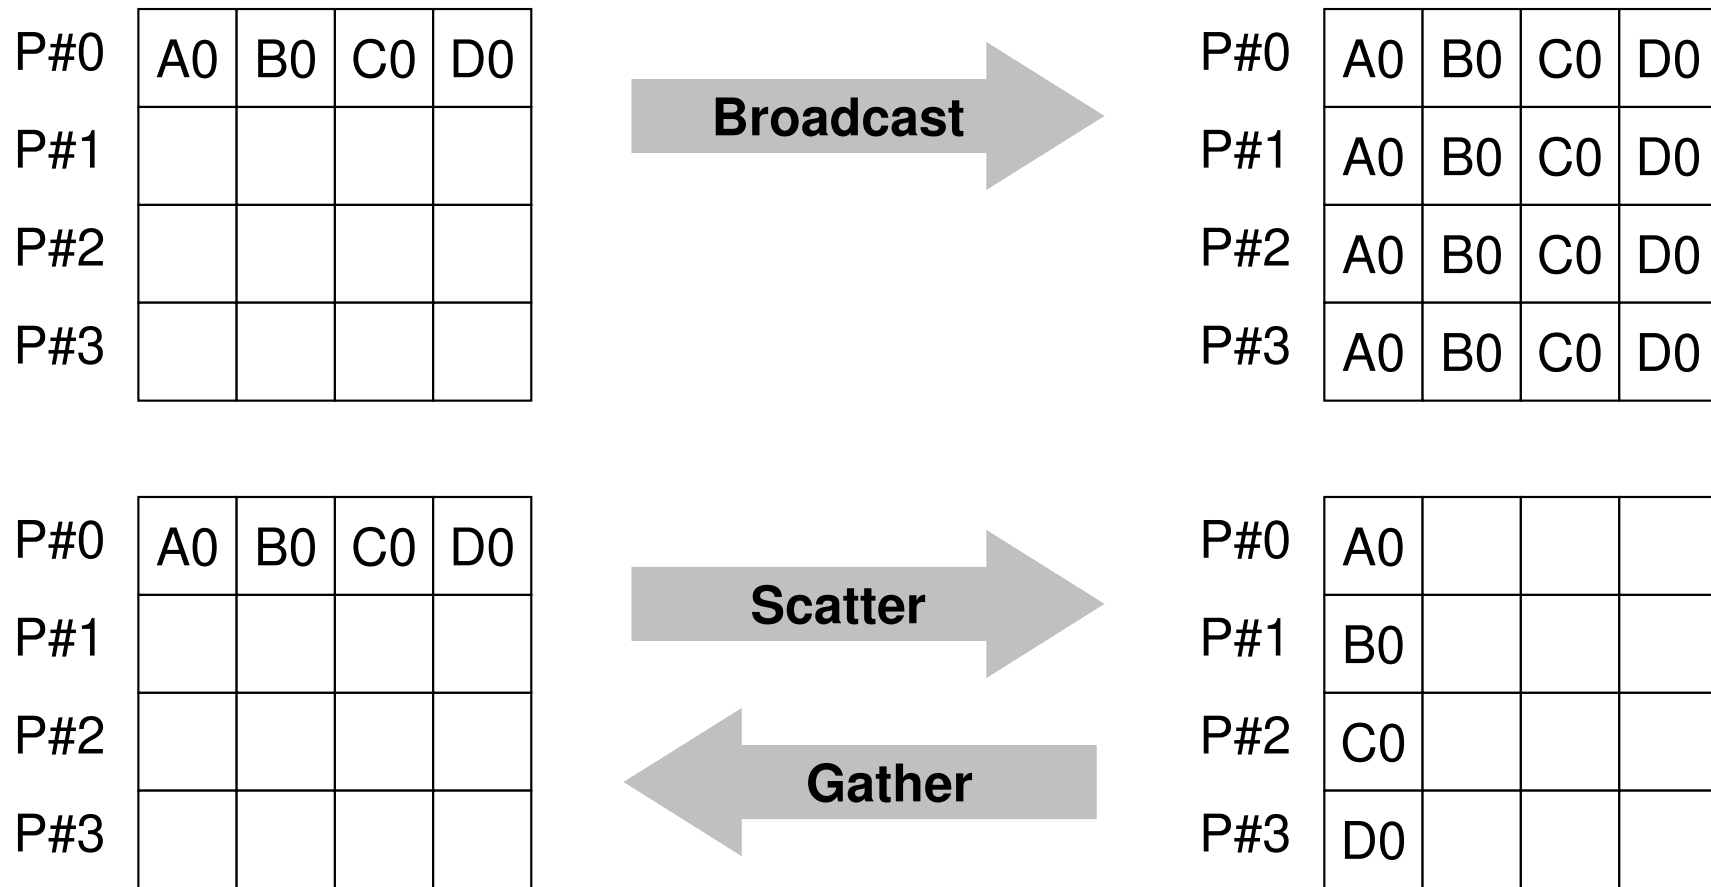 P#0 A0 B0 C0 D0
P#1
P#2
P#3
Broadcast
P#0 A0 B0 C0 D0
P#1 A0 B0 C0 D0
P#2 A0 B0 C0 D0
P#3 A0 B0 C0 D0
P#0 A0 B0 C0 D0
P#1
P#2
P#3
Scatter
Gather
P#0 A0
P#1 B0
P#2 C0
P#3 D0